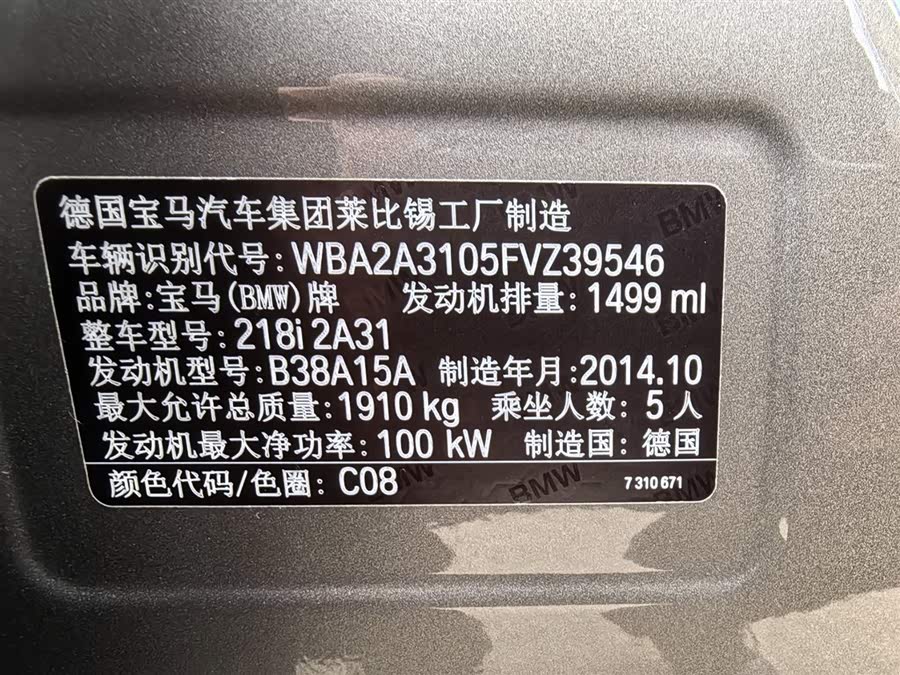 德国宝马汽车集团莱比锡工厂制造
车辆识别代号: WBA2A3105FVZ39546
品牌: 宝马(BMW)牌 发动机排量: 1499 ml
整车型号: 218i 2A31
发动机型号: B38A15A 制造年月: 2014.10
最大允许总质量: 1910 kg 乘坐人数: 5 人
发动机最大净功率: 100 kW 制造国: 德国
颜色代码/色圈: C08 7 310 671